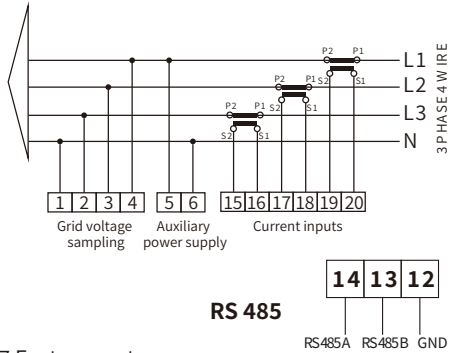 P2 P1
L1
P2 P1 S2 S1
L2
P2 P1 S2 S1
L3
S2 S1
N
3 PHASE 4 WIRE
1 2 3 4 5 6 15 16 17 18 19 20
Grid voltage sampling
Auxiliary power supply
Current inputs
14 13 12
RS 485
RS485A RS485B GND